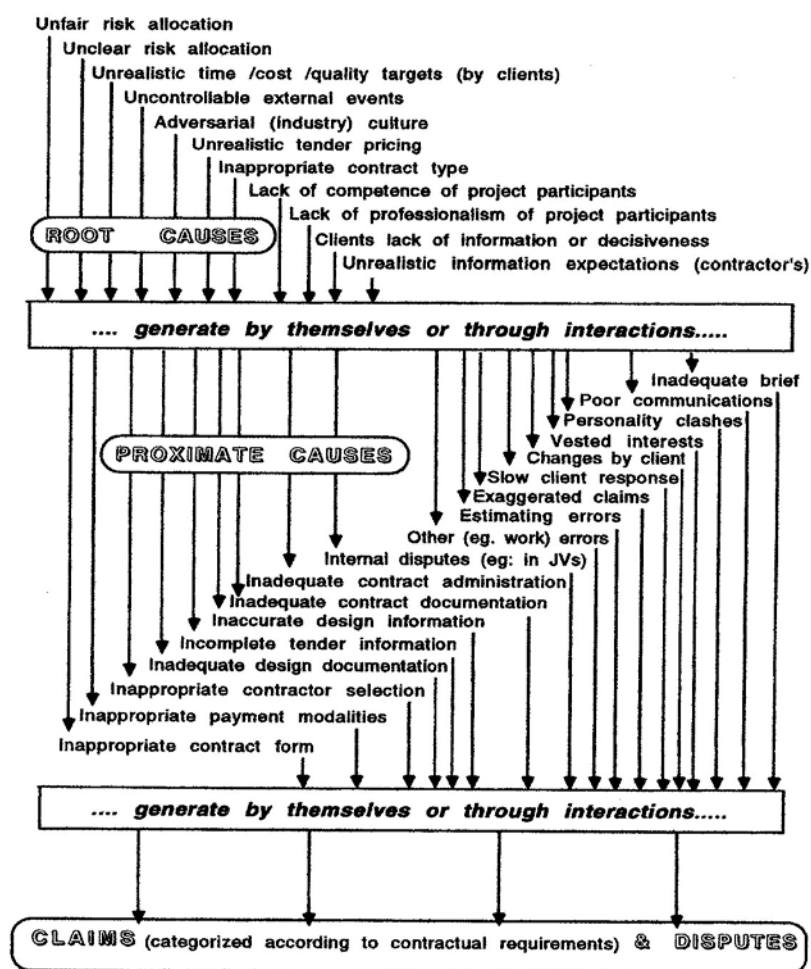 Unfair risk allocation
Unclear risk allocation
Unrealistic time /cost /quality targets (by clients)
Uncontrollable external events
Adversarial (industry) culture
Unrealistic tender pricing
Inappropriate contract type
Lack of competence of project participants
Lack of professionalism of project participants
ROOT CAUSES
Clients lack of information or decisiveness
Unrealistic information expectations (contractor's)
.... generate by themselves or through interactions.....
Inadequate brief
Poor communications
Personality clashes
Vested interests
PROXIMATE CAUSES
Changes by client
Slow client response
Exaggerated claims
Estimating errors
Other (eg. work) errors
Internal disputes (eg: in JVs)
Inadequate contract administration
Inadequate contract documentation
Inaccurate design information
Incomplete tender information
Inadequate design documentation
Inappropriate contractor selection
Inappropriate payment modalities
Inappropriate contract form
.... generate by themselves or through interactions.....
CLAIMS (categorized according to contractual requirements) & DISPUTES